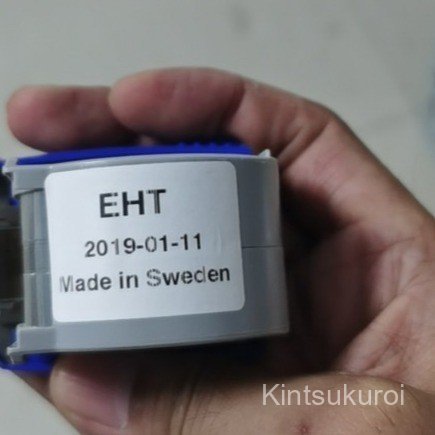 EHT
2019-01-11
Made in Sweden
Kintsukuroi